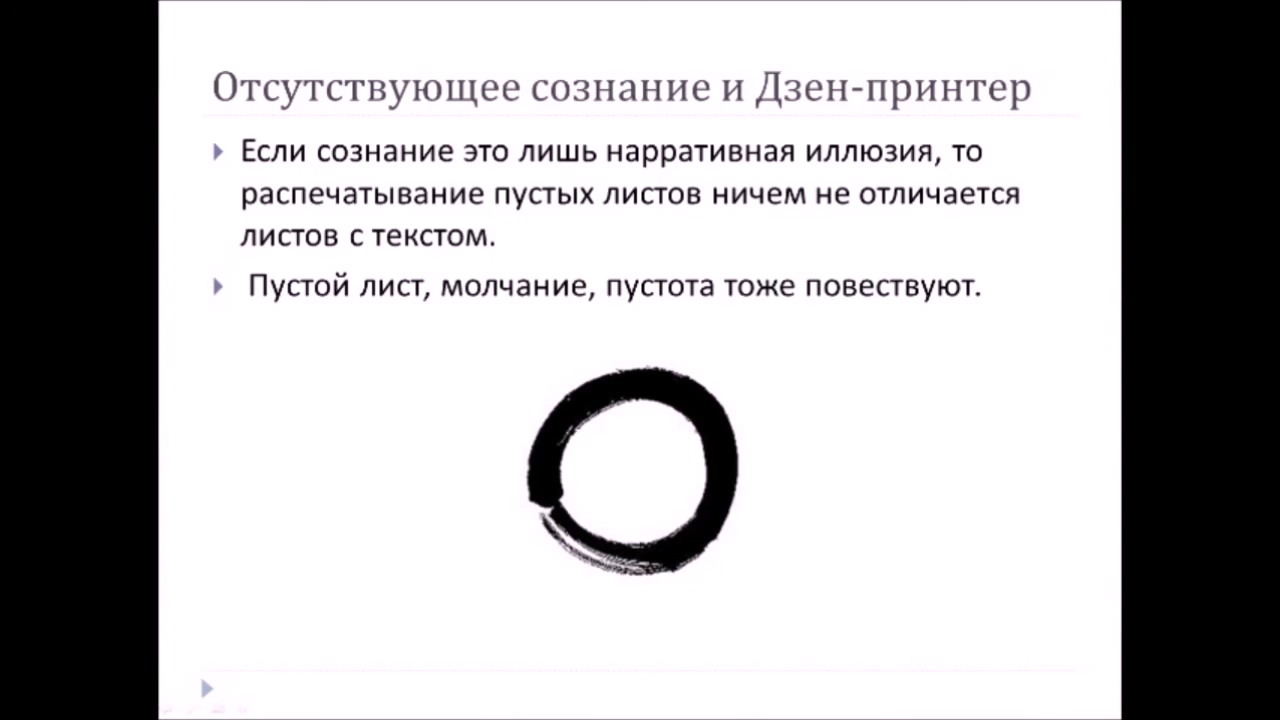 Отсутствующее сознание и Дзен-принтер
Если сознание это лишь нарративная иллюзия, то
распечатывание пустых листов ничем не отличается
листов с текстом.
Пустой лист, молчание, пустота тоже повествуют.